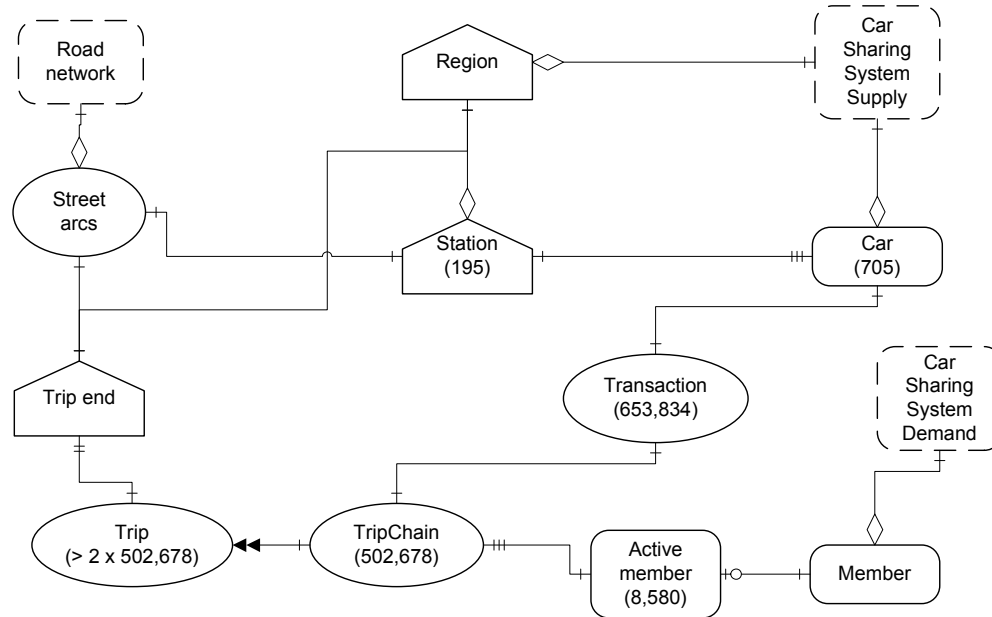 Road
network
Region
Car
Sharing
System
Supply
Street
arcs
Station
(195)
Car
(705)
Trip end
Transaction
(653,834)
Car
Sharing
System
Demand
Trip
(> 2 x 502,678)
TripChain
(502,678)
Active
member
(8,580)
Member